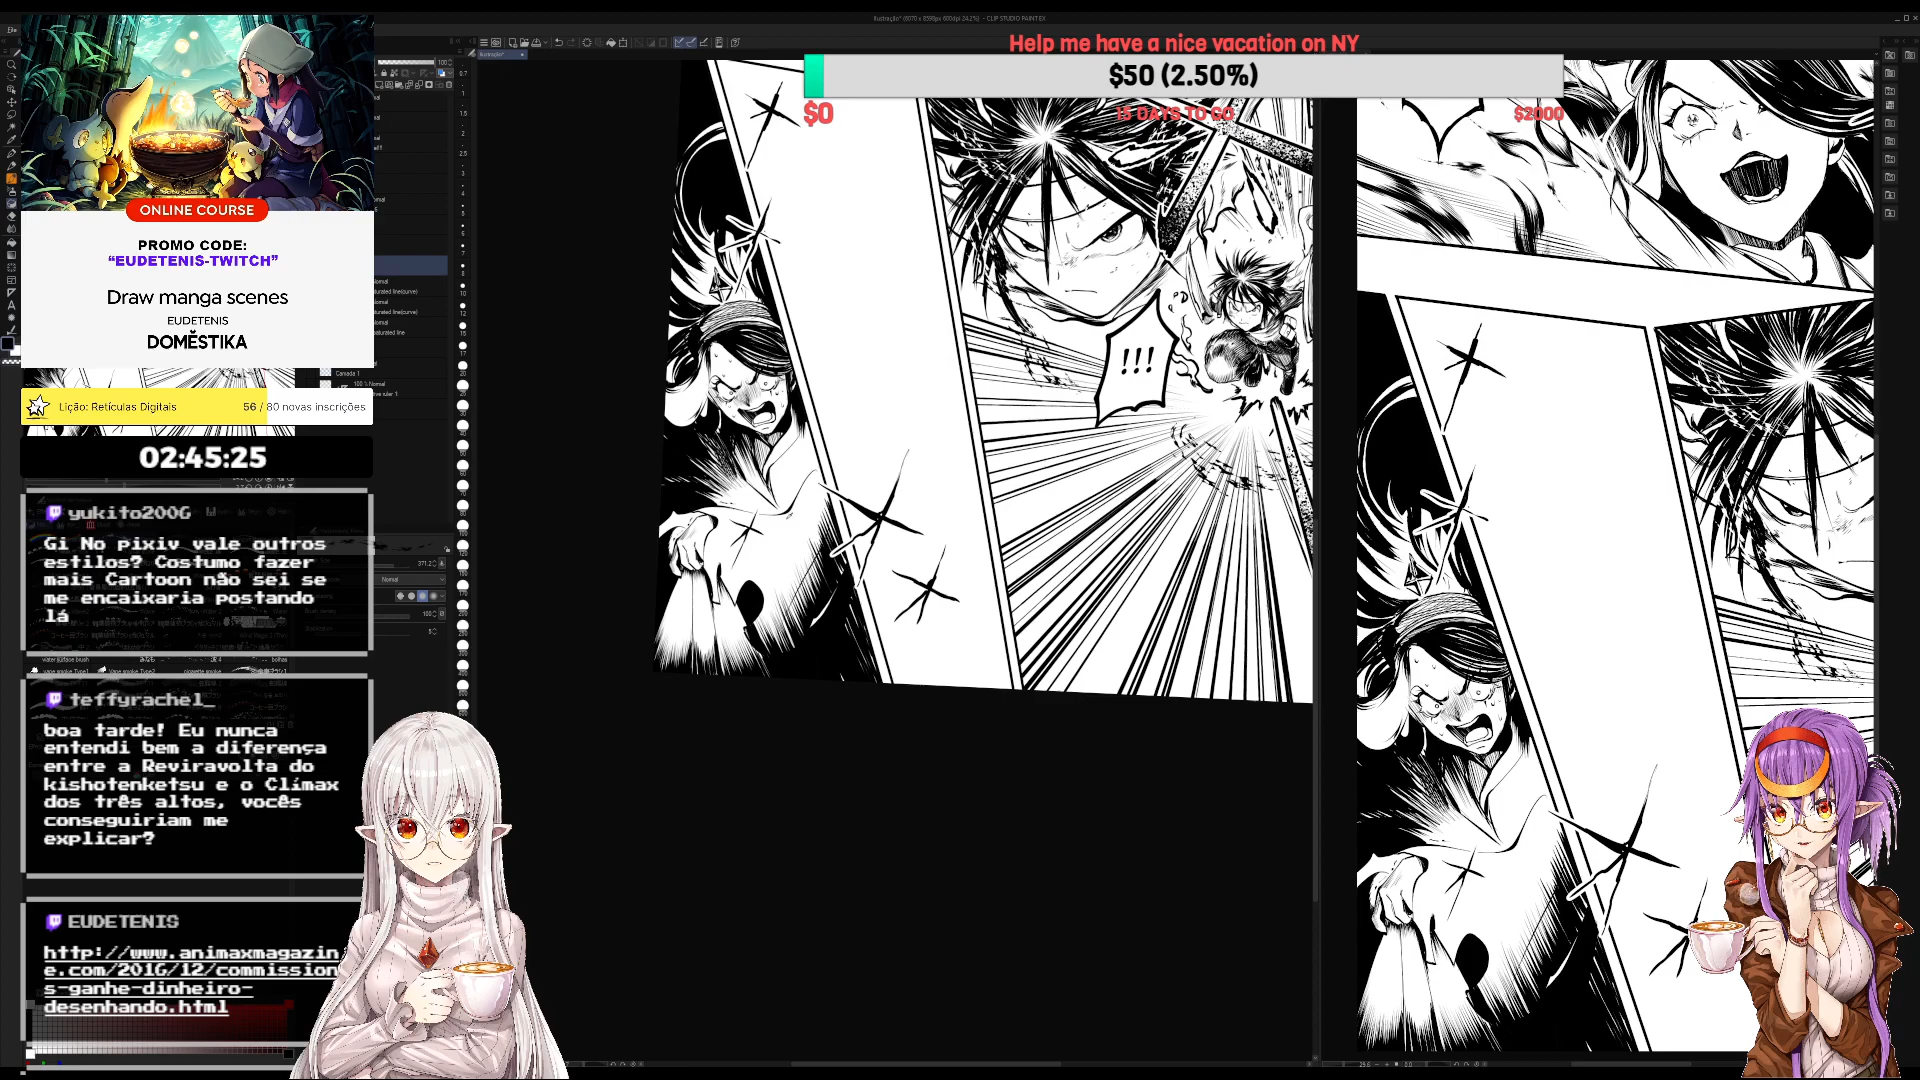 Help me have a nice vacation on NY
$50 (2.50%)
$0
15 DAYS TO GO
$2000
ONLINE COURSE
PROMO CODE:
“EUDETENIS-TWITCH”
Draw manga scenes
EUDETENIS
DOMĚSTIKA
Lição: Retículas Digitais
56 / 80 novas inscrições
02:45:25
yukito2006
Gi No pixiv vale outros
estilos? Costumo fazer
mais Cartoon não sei se
me encaixaria postando
lá
teffyrachel_
boa tarde! Eu nunca
entendi bem a diferença
entre a Reviravolta do
kishotenketsu e o Clímax
dos três altos, vocês
conseguiriam me
explicar?
EUDETENIS
http://www.animaxmagazin
e.com/2016/12/commission
s-ganhe-dinheiro-
desenhando.html
!!!
Normal